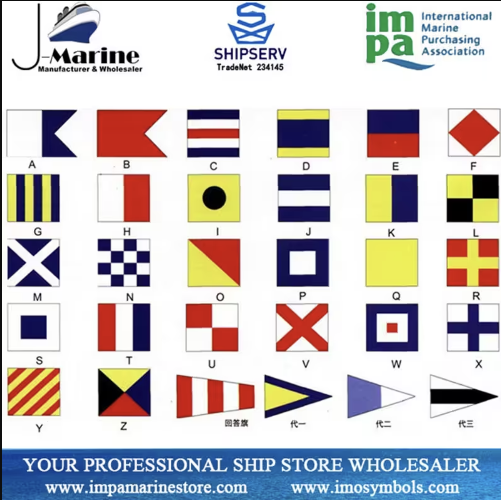 J-Marine
Manufacturer & Wholesaler
SHIPSERV
TradeNet 234145
impa
International
Marine
Purchasing
Association
A B C D E F
G H I J K L
M N O P Q R
S T U V W X
Y Z 回答旗 代一 代二 代三
YOUR PROFESSIONAL SHIP STORE WHOLESALER
www.impamarinestore.com www.imosymbols.com